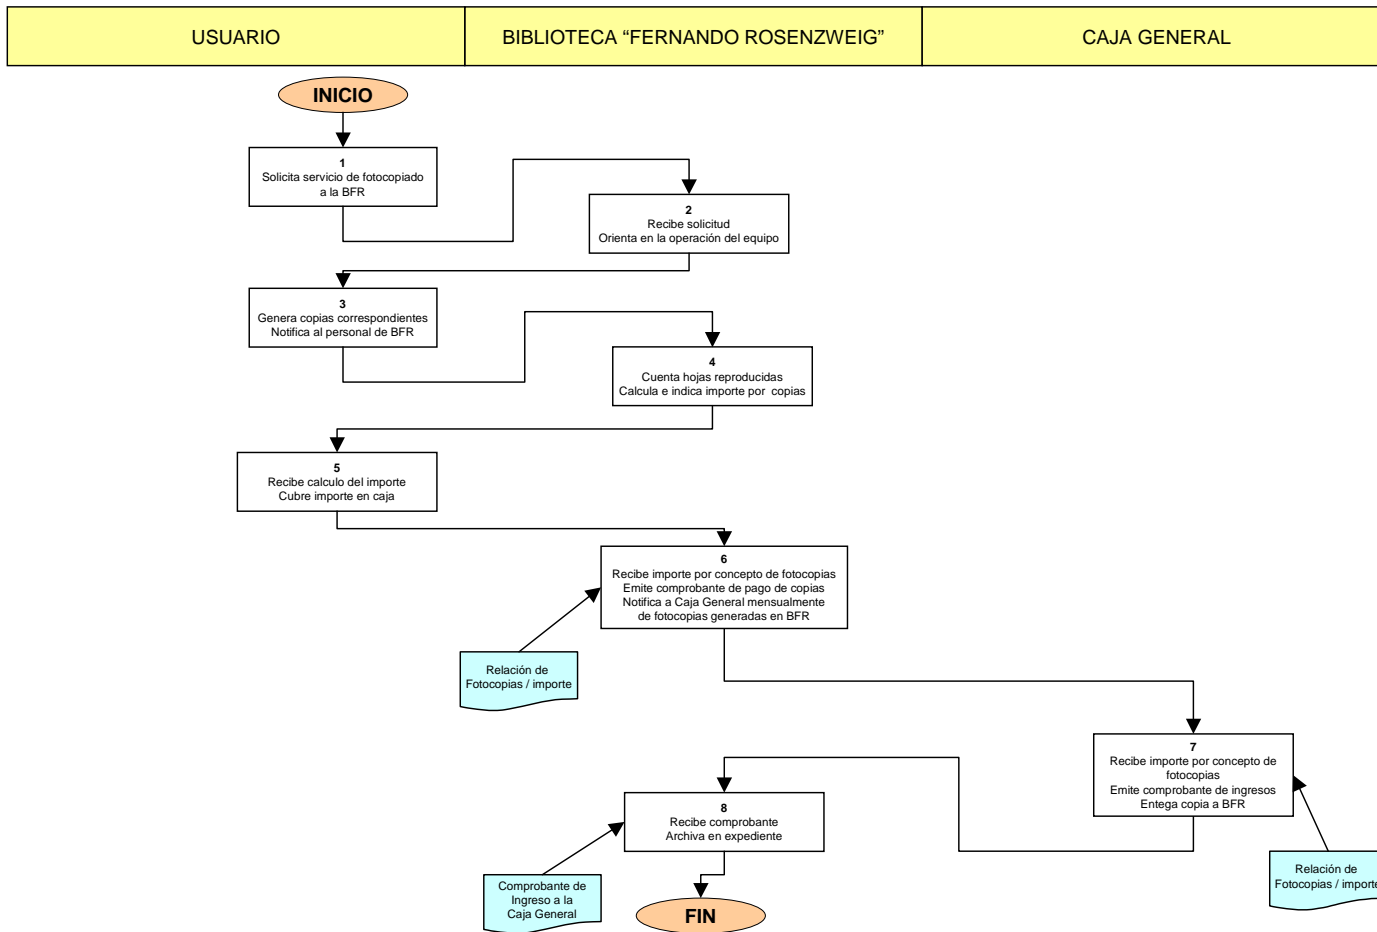 USUARIO
BIBLIOTECA “FERNANDO ROSENZWEIG”
CAJA GENERAL
INICIO
1
Solicita servicio de fotocopiado
a la BFR
2
Recibe solicitud
Orienta en la operación del equipo
3
Genera copias correspondientes
Notifica al personal de BFR
4
Cuenta hojas reproducidas
Calcula e indica importe por copias
5
Recibe calculo del importe
Cubre importe en caja
6
Recibe importe por concepto de fotocopias
Emite comprobante de pago de copias
Notifica a Caja General mensualmente
de fotocopias generadas en BFR
Relación de
Fotocopias / importe
7
Recibe importe por concepto de
fotocopias
Emite comprobante de ingresos
Entega copia a BFR
8
Recibe comprobante
Archiva en expediente
Relación de
Fotocopias / importe
Comprobante de
Ingreso a la
Caja General
FIN